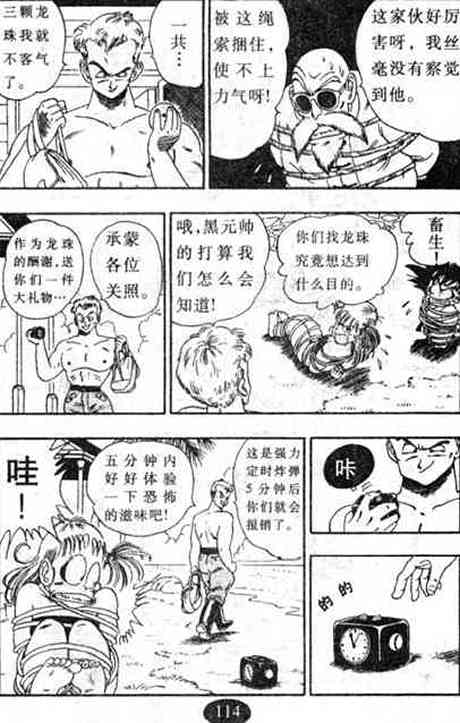 这家伙好厉
害呀，我丝
毫没有察觉
到他。
被这绳
索捆住，
使不上
力气呀!
一共…
三颗龙
珠我就
不客气
了。
畜生!
你们找龙珠
究竟想达到
什么目的。
哦,黑元帅
的打算我
们怎么会
知道!
承蒙
各位
关照。
作为龙珠
的酬谢,送
你们一件
大礼物…
咔
的的
这是强力
定时炸弹
5分钟后
你们就会
报销了。
五分钟内
好好体验
一下恐怖
的滋味吧!
哇!
114